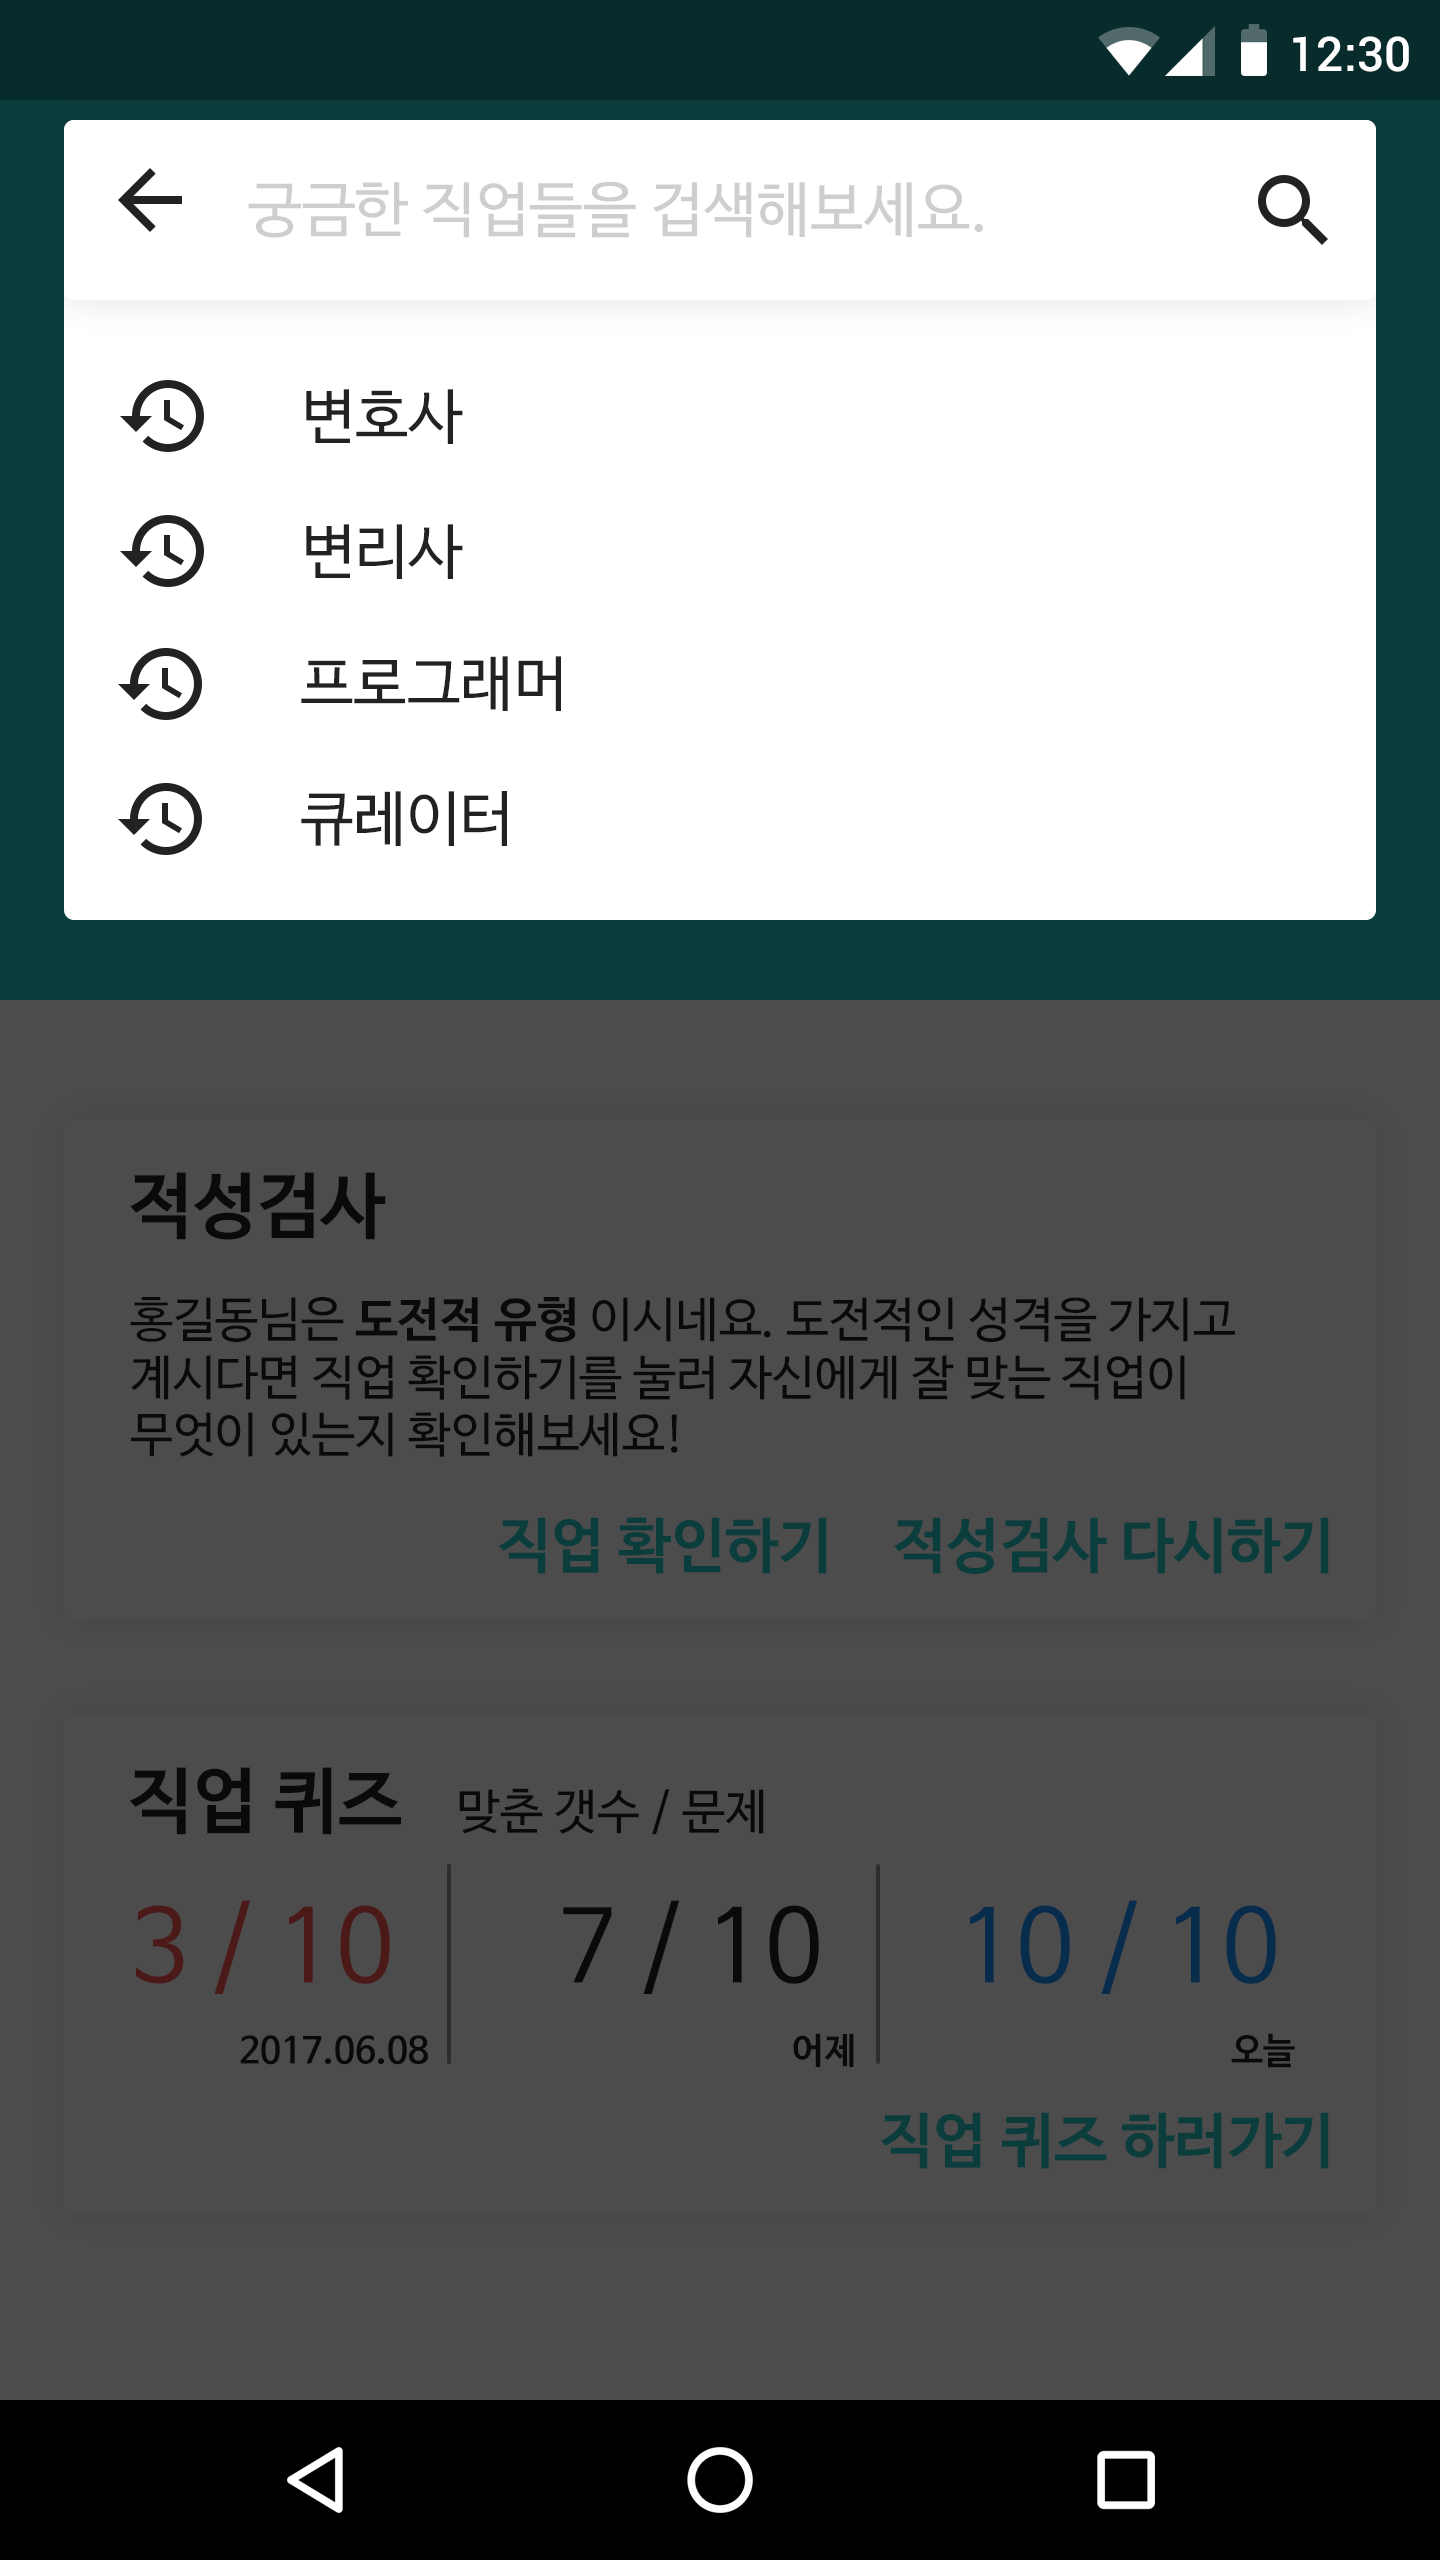 12:30
궁금한 직업들을 겁색해보세요.
변호사
변리사
프로그래머
큐레이터
적성검사
홍길동님은 도전적 유형 이시네요. 도전적인 성격을 가지고
계시다면 직업 확인하기를 눌러 자신에게 잘 맞는 직업이
무엇이 있는지 확인해보세요!
직업 확인하기 적성검사 다시하기
직업 퀴즈 맞춘 갯수 / 문제
3 / 10 7 / 10 10 / 10
2017.06.08 어제 오늘
직업 퀴즈 하러가기